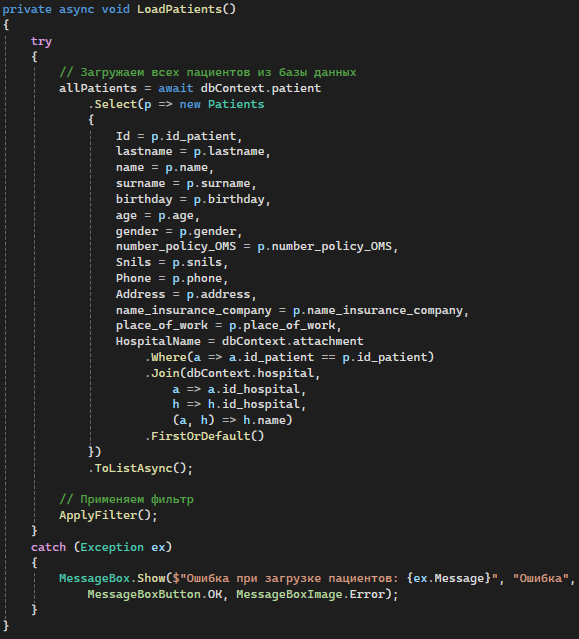 private async void LoadPatients()
{
try
{
// Загружаем всех пациентов из базы данных
allPatients = await dbContext.patient
.Select(p => new Patients
{
Id = p.id_patient,
lastname = p.lastname,
name = p.name,
surname = p.surname,
birthday = p.birthday,
age = p.age,
gender = p.gender,
number_policy_OMS = p.number_policy_OMS,
Snils = p.snils,
Phone = p.phone,
Address = p.address,
name_insurance_company = p.name_insurance_company,
place_of_work = p.place_of_work,
HospitalName = dbContext.attachment
.Where(a => a.id_patient == p.id_patient)
.Join(dbContext.hospital,
a => a.id_hospital,
h => h.id_hospital,
(a, h) => h.name)
.FirstOrDefault()
})
.ToListAsync();
// Применяем фильтр
ApplyFilter();
}
catch (Exception ex)
{
MessageBox.Show($"Ошибка при загрузке пациентов: {ex.Message}", "Ошибка",
MessageBoxButton.OK, MessageBoxImage.Error);
}
}